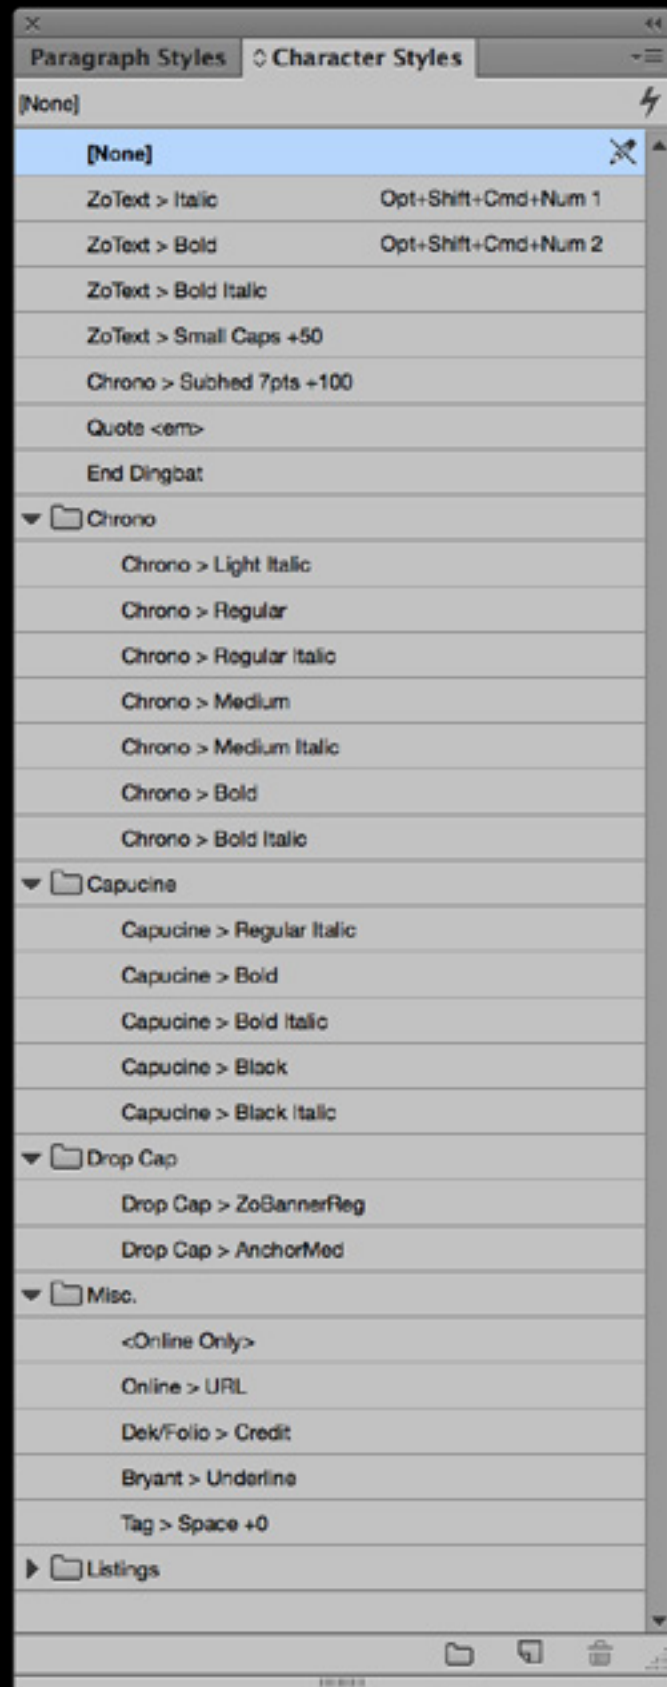 Paragraph Styles Character Styles
[None]
[None]
ZoText > Italic Opt+Shift+Cmd+Num 1
ZoText > Bold Opt+Shift+Cmd+Num 2
ZoText > Bold Italic
ZoText > Small Caps +50
Chrono > Subhed 7pts +100
Quote <em>
End Dingbat
Chrono
Chrono > Light Italic
Chrono > Regular
Chrono > Regular Italic
Chrono > Medium
Chrono > Medium Italic
Chrono > Bold
Chrono > Bold Italic
Capucine
Capucine > Regular Italic
Capucine > Bold
Capucine > Bold Italic
Capucine > Black
Capucine > Black Italic
Drop Cap
Drop Cap > ZoBannerReg
Drop Cap > AnchorMed
Misc.
<Online Only>
Online > URL
Dek/Folio > Credit
Bryant > Underline
Tag > Space +0
Listings